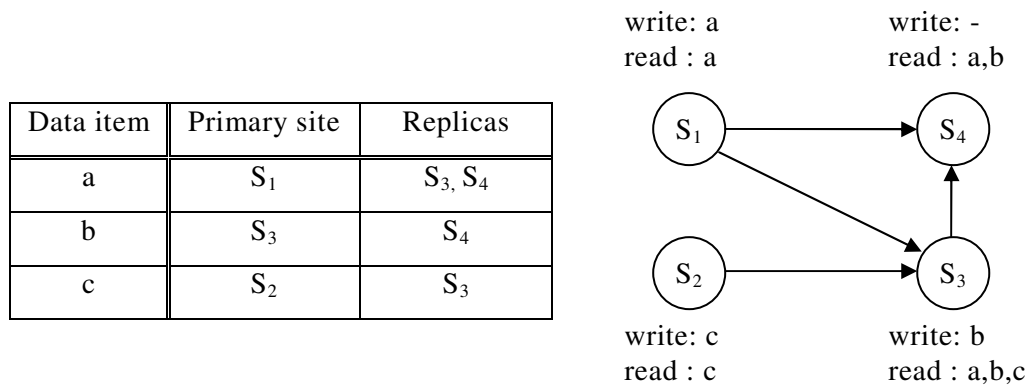 Data item Primary site Replicas
a S₁ S₃, S₄
b S₃ S₄
c S₂ S₃
write: a
read : a
write: -
read : a,b
S₁
S₄
S₂
S₃
write: c
read : c
write: b
read : a,b,c